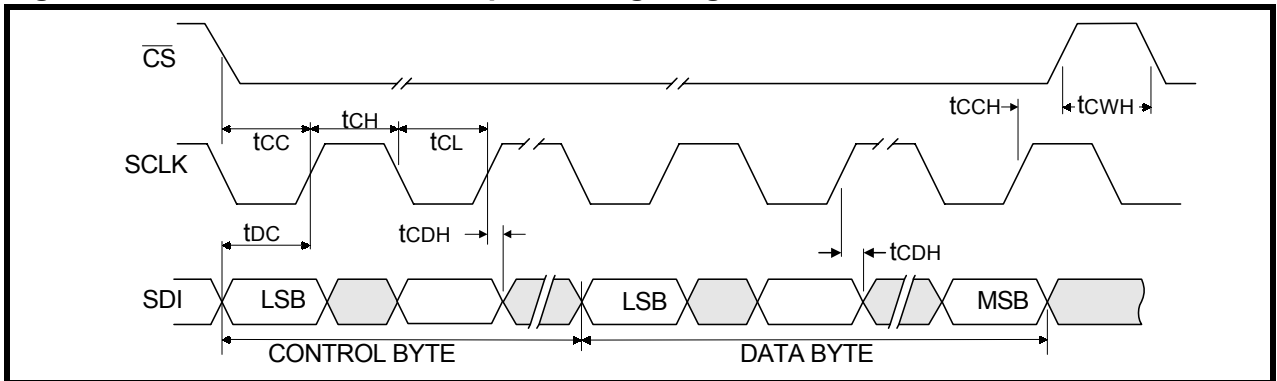 CS
tCCH
tCWH
tCC
tCH
tCL
SCLK
tDC
tCDH
tCDH
SDI
LSB
LSB
MSB
CONTROL BYTE
DATA BYTE